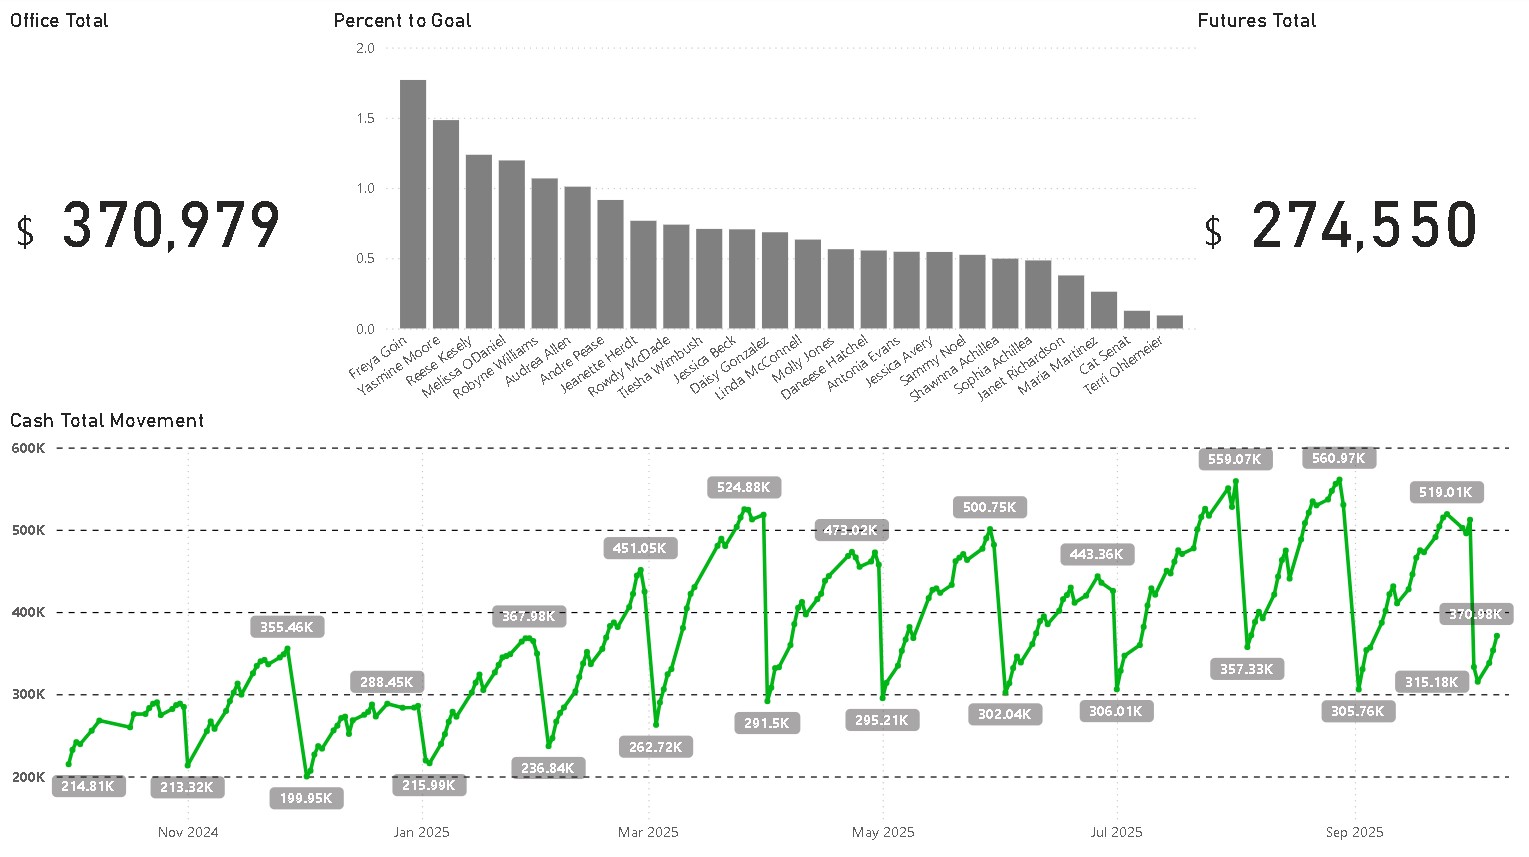 Office Total
Percent to Goal
Futures Total
2.0
1.5
1.0
0.5
0.0
$ 370,979
$ 274,550
Freya Goin
Yasmine Moore
Reese Kesely
Melissa ODaniel
Robyne Williams
Audrea Allen
Andre Pease
Jeanette Herdt
Rowdy McDade
Tiesha Wimbush
Jessica Beck
Daisy Gonzalez
Linda McConnell
Molly Jones
Daneese Hatchel
Antonia Evans
Jessica Avery
Sammy Noel
Shawnna Achillea
Sophia Achillea
Janet Richardson
Maria Martinez
Cat Senat
Terri Ohlemeier
Cash Total Movement
600K
500K
400K
300K
200K
214.81K
213.32K
355.46K
199.95K
288.45K
215.99K
367.98K
236.84K
451.05K
262.72K
524.88K
291.5K
473.02K
295.21K
500.75K
302.04K
443.36K
306.01K
559.07K
357.33K
560.97K
305.76K
519.01K
315.18K
370.98K
Nov 2024
Jan 2025
Mar 2025
May 2025
Jul 2025
Sep 2025